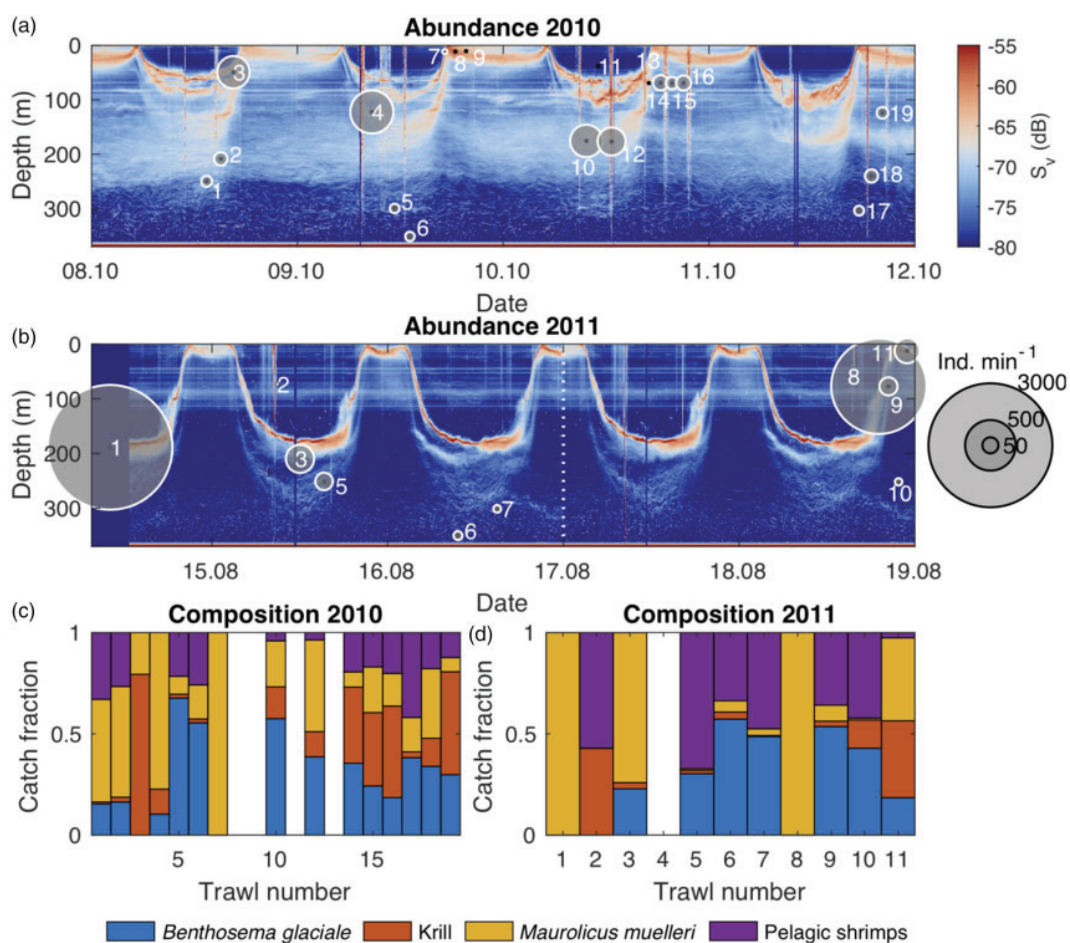 (a)
Abundance 2010
0
100
200
300
Depth (m)
1
2
3
4
5
6
7
8
9
10
11
12
13
14
15
16
17
18
19
08.10
09.10
10.10
11.10
12.10
Date
-55
-60
-65
-70
-75
-80
Sv (dB)
(b)
Abundance 2011
0
100
200
300
Depth (m)
1
2
3
5
6
7
8
9
10
11
15.08
16.08
17.08
18.08
19.08
Date
Ind. min-1
3000
500
50
(c)
Composition 2010
1
0.5
0
Catch fraction
5
10
15
Trawl number
(d)
Composition 2011
1
0.5
0
Catch fraction
1 2 3 4 5 6 7 8 9 10 11
Trawl number
Benthosema glaciale
Krill
Maurolicus muelleri
Pelagic shrimps